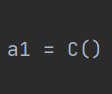 a1 = C()